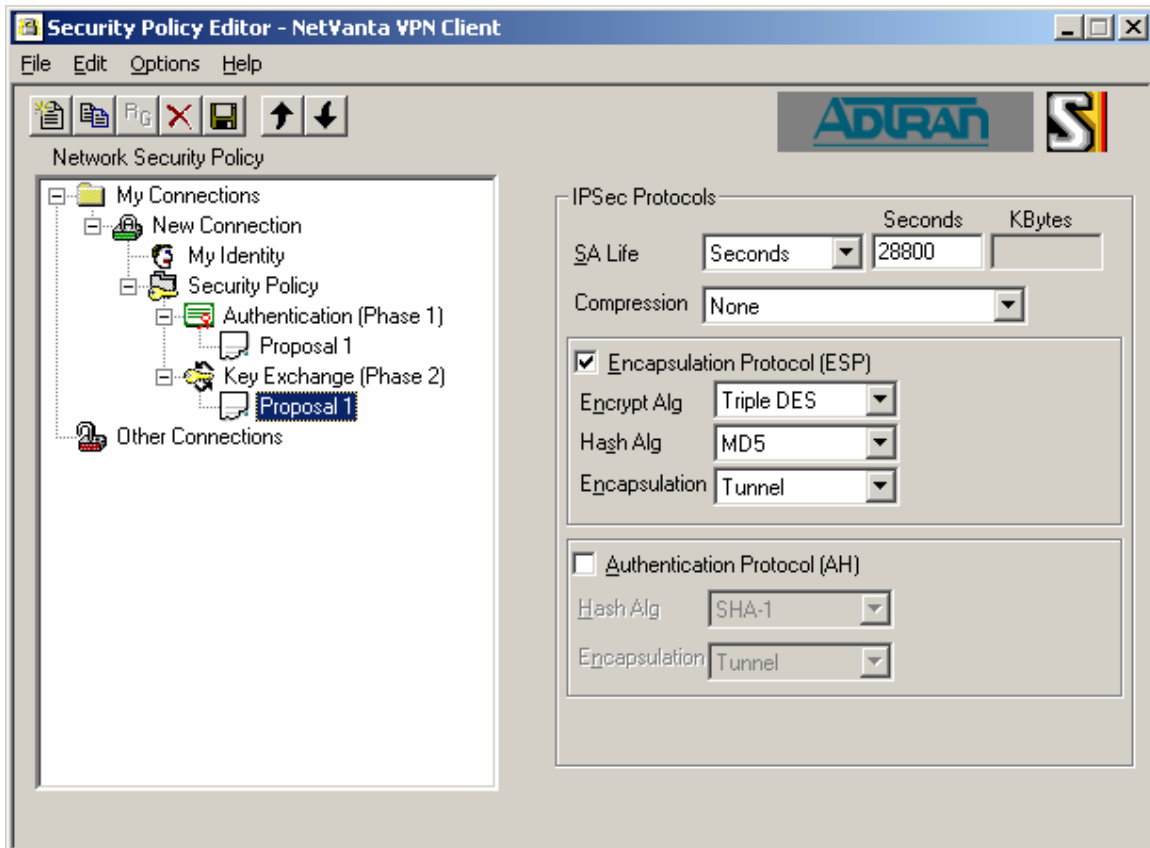 Security Policy Editor - NetVanta VPN Client
File Edit Options Help
RG
ADTRAN
S
Network Security Policy
My Connections
New Connection
My Identity
Security Policy
Authentication (Phase 1)
Proposal 1
Key Exchange (Phase 2)
Proposal 1
Other Connections
IPSec Protocols
Seconds KBytes
SA Life Seconds 28800
Compression None
Encapsulation Protocol (ESP)
Encrypt Alg Triple DES
Hash Alg MD5
Encapsulation Tunnel
Authentication Protocol (AH)
Hash Alg SHA-1
Encapsulation Tunnel